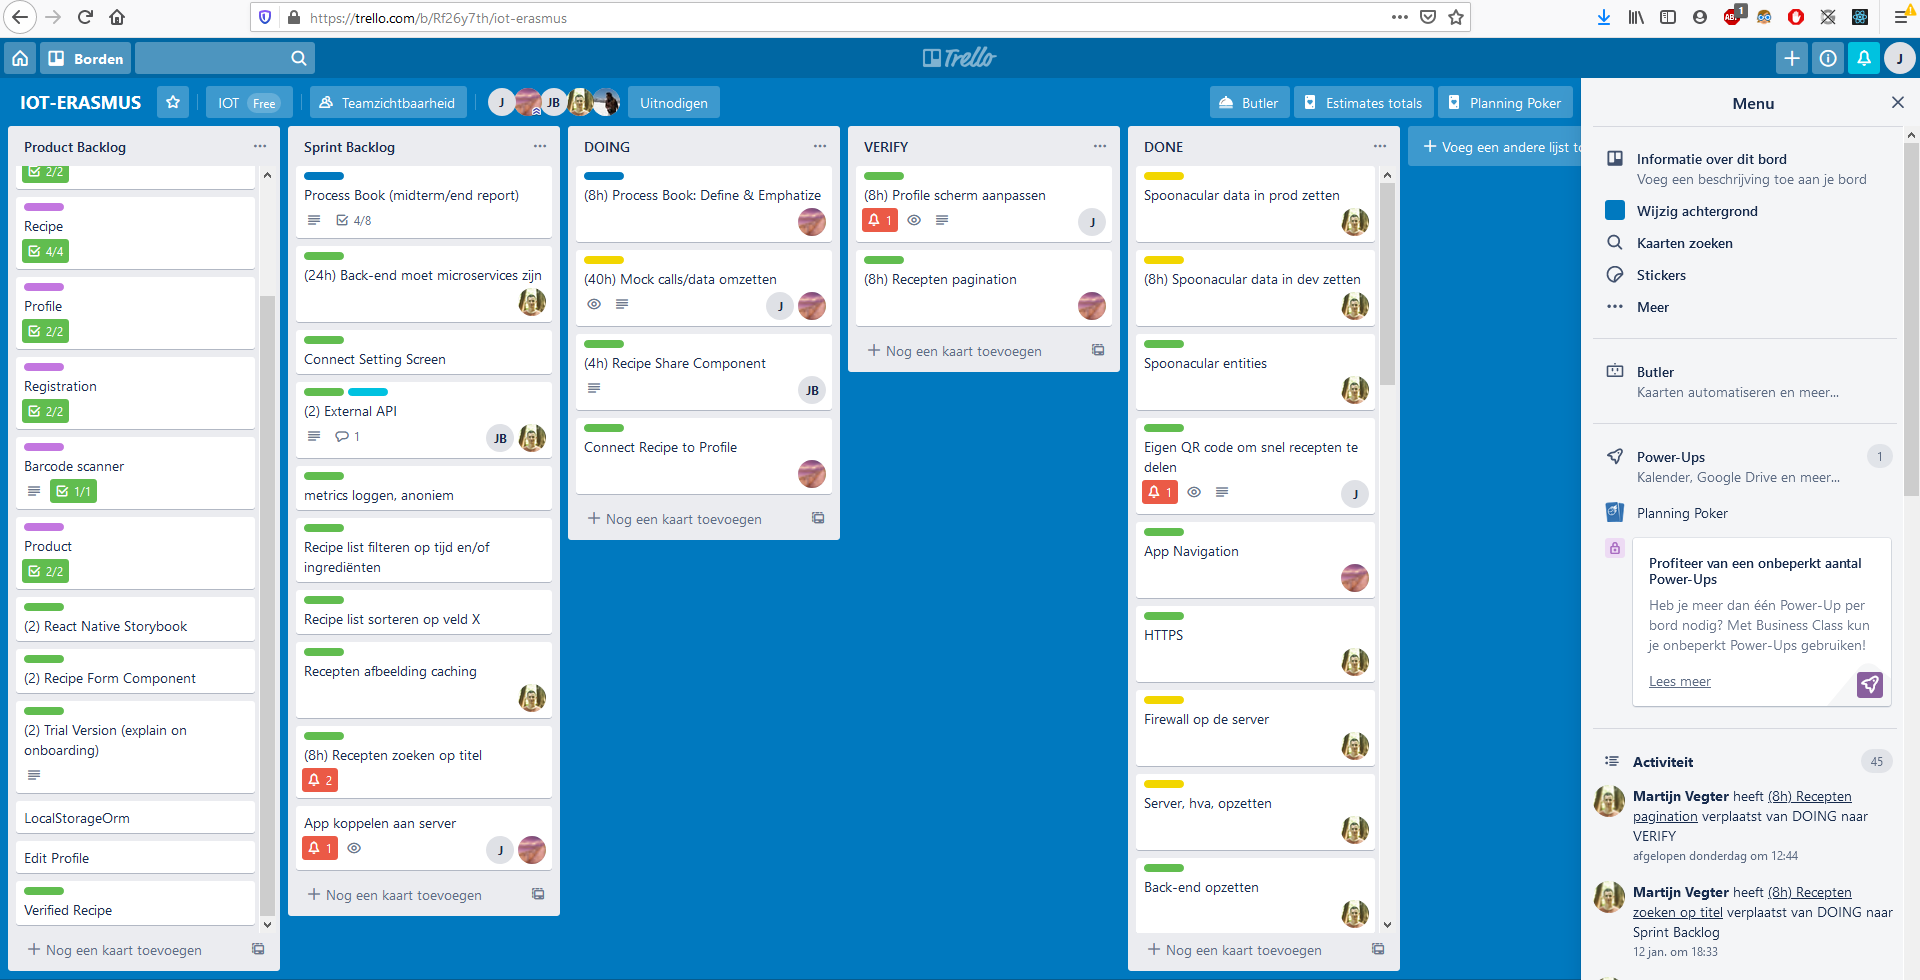 https://trello.com/b/Rf26y7th/iot-erasmus
1
Borden
Trello
J
IOT-ERASMUS
IOT Free
Teamzichtbaarheid
J
JB
Uitnodigen
Butler
Estimates totals
Planning Poker
Product Backlog
2/2
Recipe
4/4
Profile
2/2
Registration
2/2
Barcode scanner
1/1
Product
2/2
(2) React Native Storybook
(2) Recipe Form Component
(2) Trial Version (explain on
onboarding)
LocalStorageOrm
Edit Profile
Verified Recipe
Nog een kaart toevoegen
Sprint Backlog
Process Book (midterm/end report)
4/8
(24h) Back-end moet microservices zijn
Connect Setting Screen
(2) External API
1
JB
metrics loggen, anoniem
Recipe list filteren op tijd en/of
ingrediënten
Recipe list sorteren op veld X
Recepten afbeelding caching
(8h) Recepten zoeken op titel
2
App koppelen aan server
1
J
Nog een kaart toevoegen
DOING
(8h) Process Book: Define & Emphatize
(40h) Mock calls/data omzetten
J
(4h) Recipe Share Component
JB
Connect Recipe to Profile
Nog een kaart toevoegen
VERIFY
(8h) Profile scherm aanpassen
1
J
(8h) Recepten pagination
Nog een kaart toevoegen
DONE
Spoonacular data in prod zetten
(8h) Spoonacular data in dev zetten
Spoonacular entities
Eigen QR code om snel recepten te
delen
1
J
App Navigation
HTTPS
Firewall op de server
Server, hva, opzetten
Back-end opzetten
Nog een kaart toevoegen
Voeg een andere lijst to
Menu
Informatie over dit bord
Voeg een beschrijving toe aan je bord
Wijzig achtergrond
Kaarten zoeken
Stickers
Meer
Butler
Kaarten automatiseren en meer...
Power-Ups
1
Kalender, Google Drive en meer...
Planning Poker
Profiteer van een onbeperkt aantal
Power-Ups
Heb je meer dan één Power-Up per
bord nodig? Met Business Class kun
je onbeperkt Power-Ups gebruiken!
Lees meer
Activiteit
45
Martijn Vegter heeft (8h) Recepten
pagination verplaatst van DOING naar
VERIFY
afgelopen donderdag om 12:44
Martijn Vegter heeft (8h) Recepten
zoeken op titel verplaatst van DOING naar
Sprint Backlog
12 jan. om 18:33